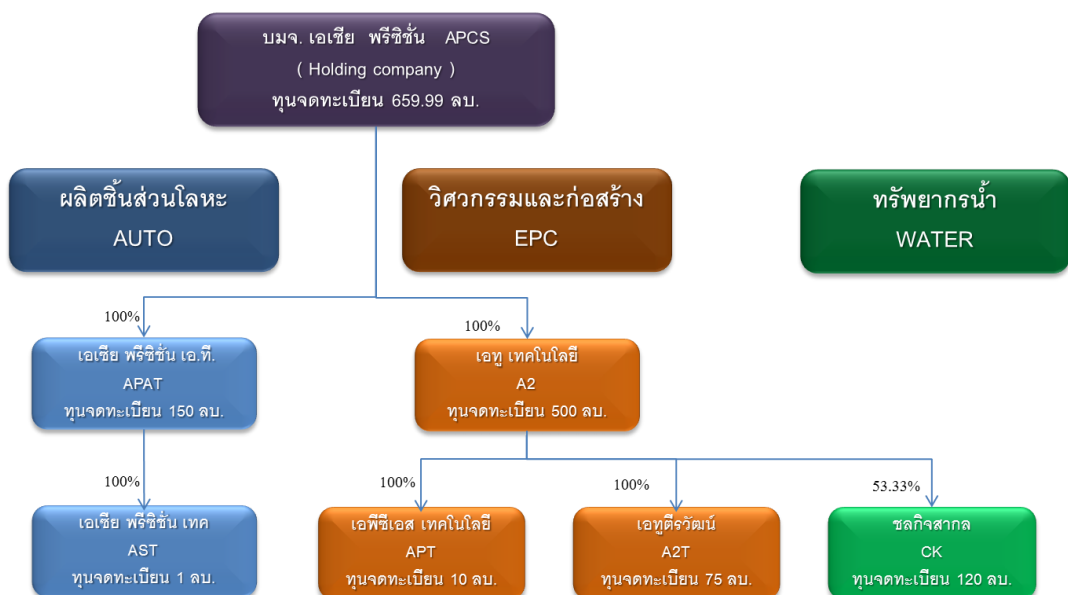 บมจ. เอเชีย พรีซิชั่น APCS
( Holding company )
ทุนจดทะเบียน 659.99 ลบ.
ผลิตชิ้นส่วนโลหะ
AUTO
วิศวกรรมและก่อสร้าง
EPC
ทรัพยากรน้ำ
WATER
100%
100%
เอเซีย พรีซิชั่น เอ.ที.
APAT
ทุนจดทะเบียน 150 ลบ.
เอทู เทคโนโลยี
A2
ทุนจดทะเบียน 500 ลบ.
100%
100%
100%
53.33%
เอเซีย พรีซิชั่น เทค
AST
ทุนจดทะเบียน 1 ลบ.
เอพีซีเอส เทคโนโลยี
APT
ทุนจดทะเบียน 10 ลบ.
เอทูตีรวัฒน์
A2T
ทุนจดทะเบียน 75 ลบ.
ชลกิจสากล
CK
ทุนจดทะเบียน 120 ลบ.